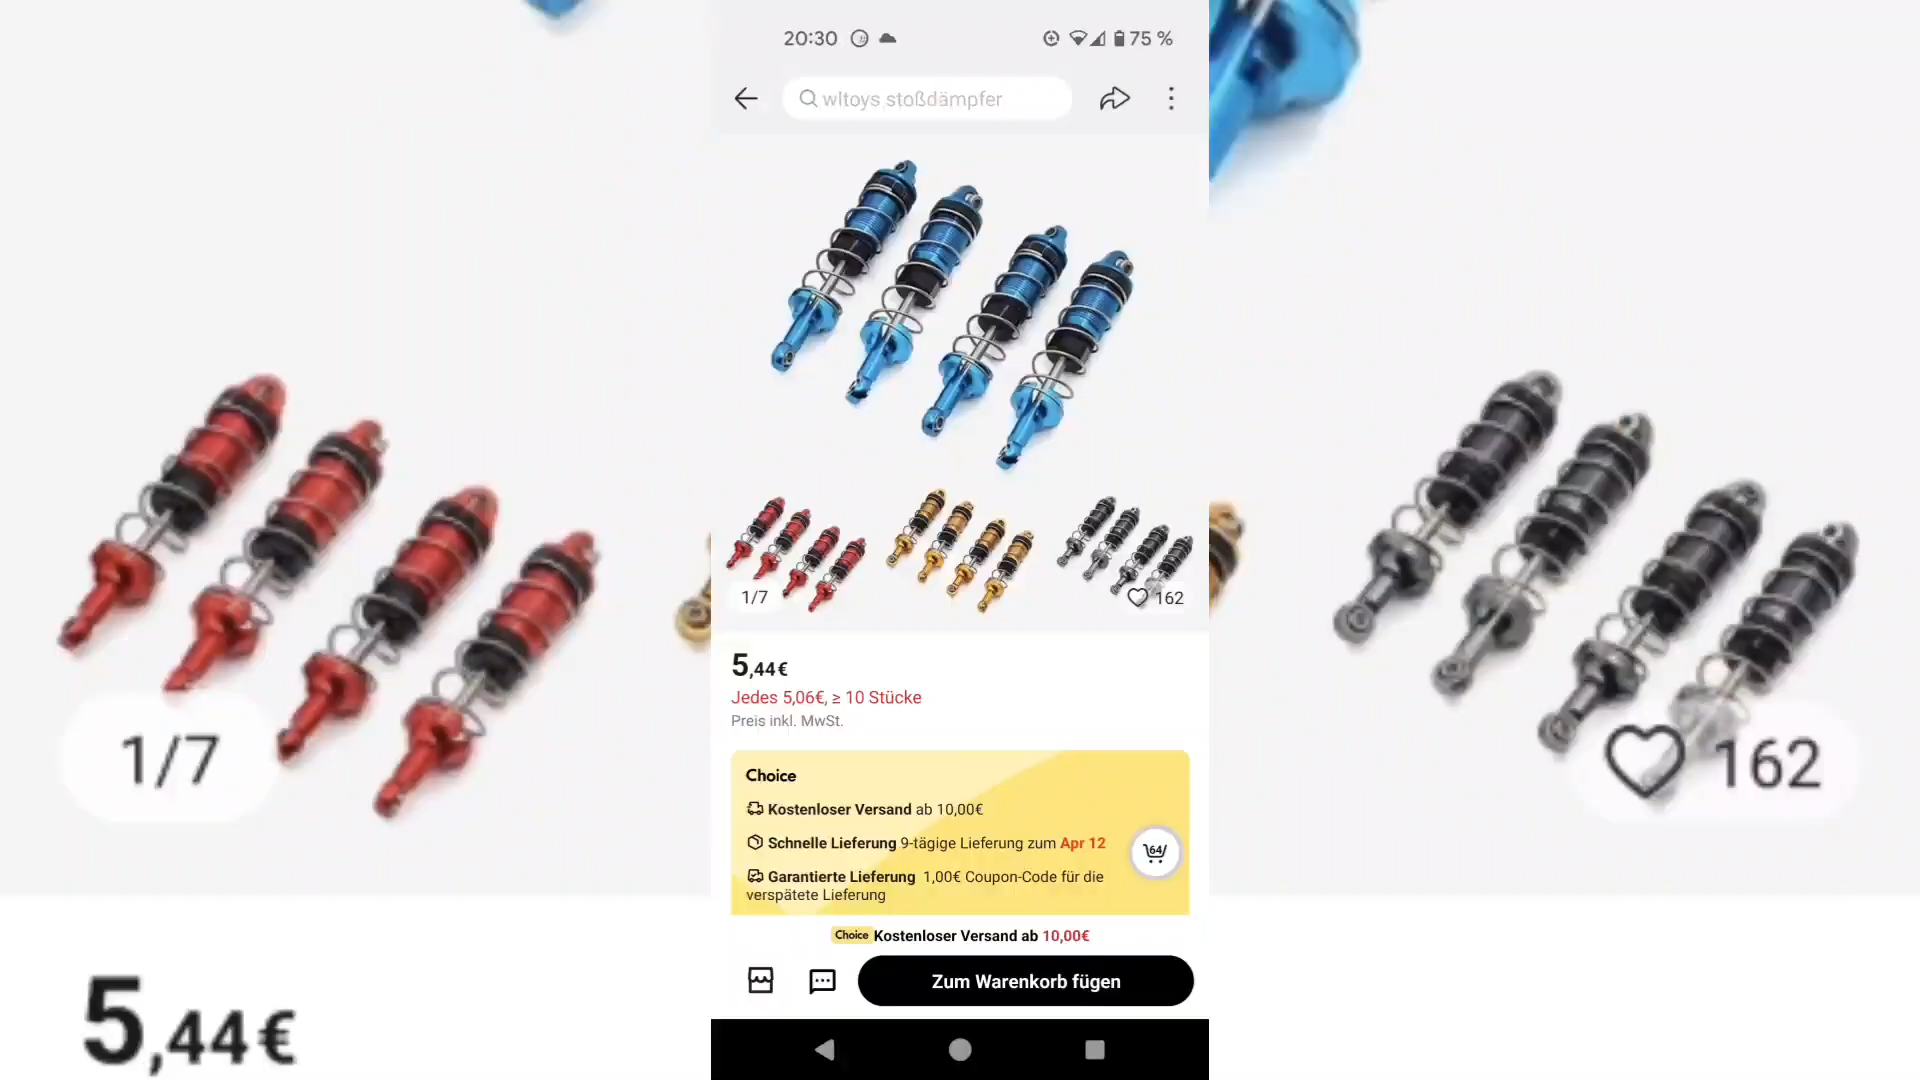 20:30
75 %
wltoys stoßdämpfer
1/7
162
5,44€
Jedes 5,06€, ≥ 10 Stücke
Preis inkl. MwSt.
Choice
Kostenloser Versand ab 10,00€
Schnelle Lieferung 9-tägige Lieferung zum Apr 12
64
Garantierte Lieferung 1,00€ Coupon-Code für die
verspätete Lieferung
Choice Kostenloser Versand ab 10,00€
Zum Warenkorb fügen
1/7
162
5,44€